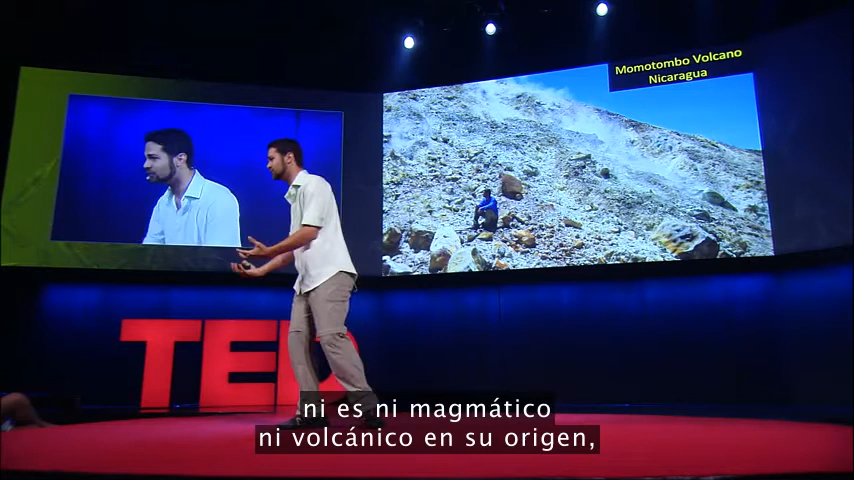 Momotombo Volcano
Nicaragua
TED
ni es ni magmático
ni volcánico en su origen,